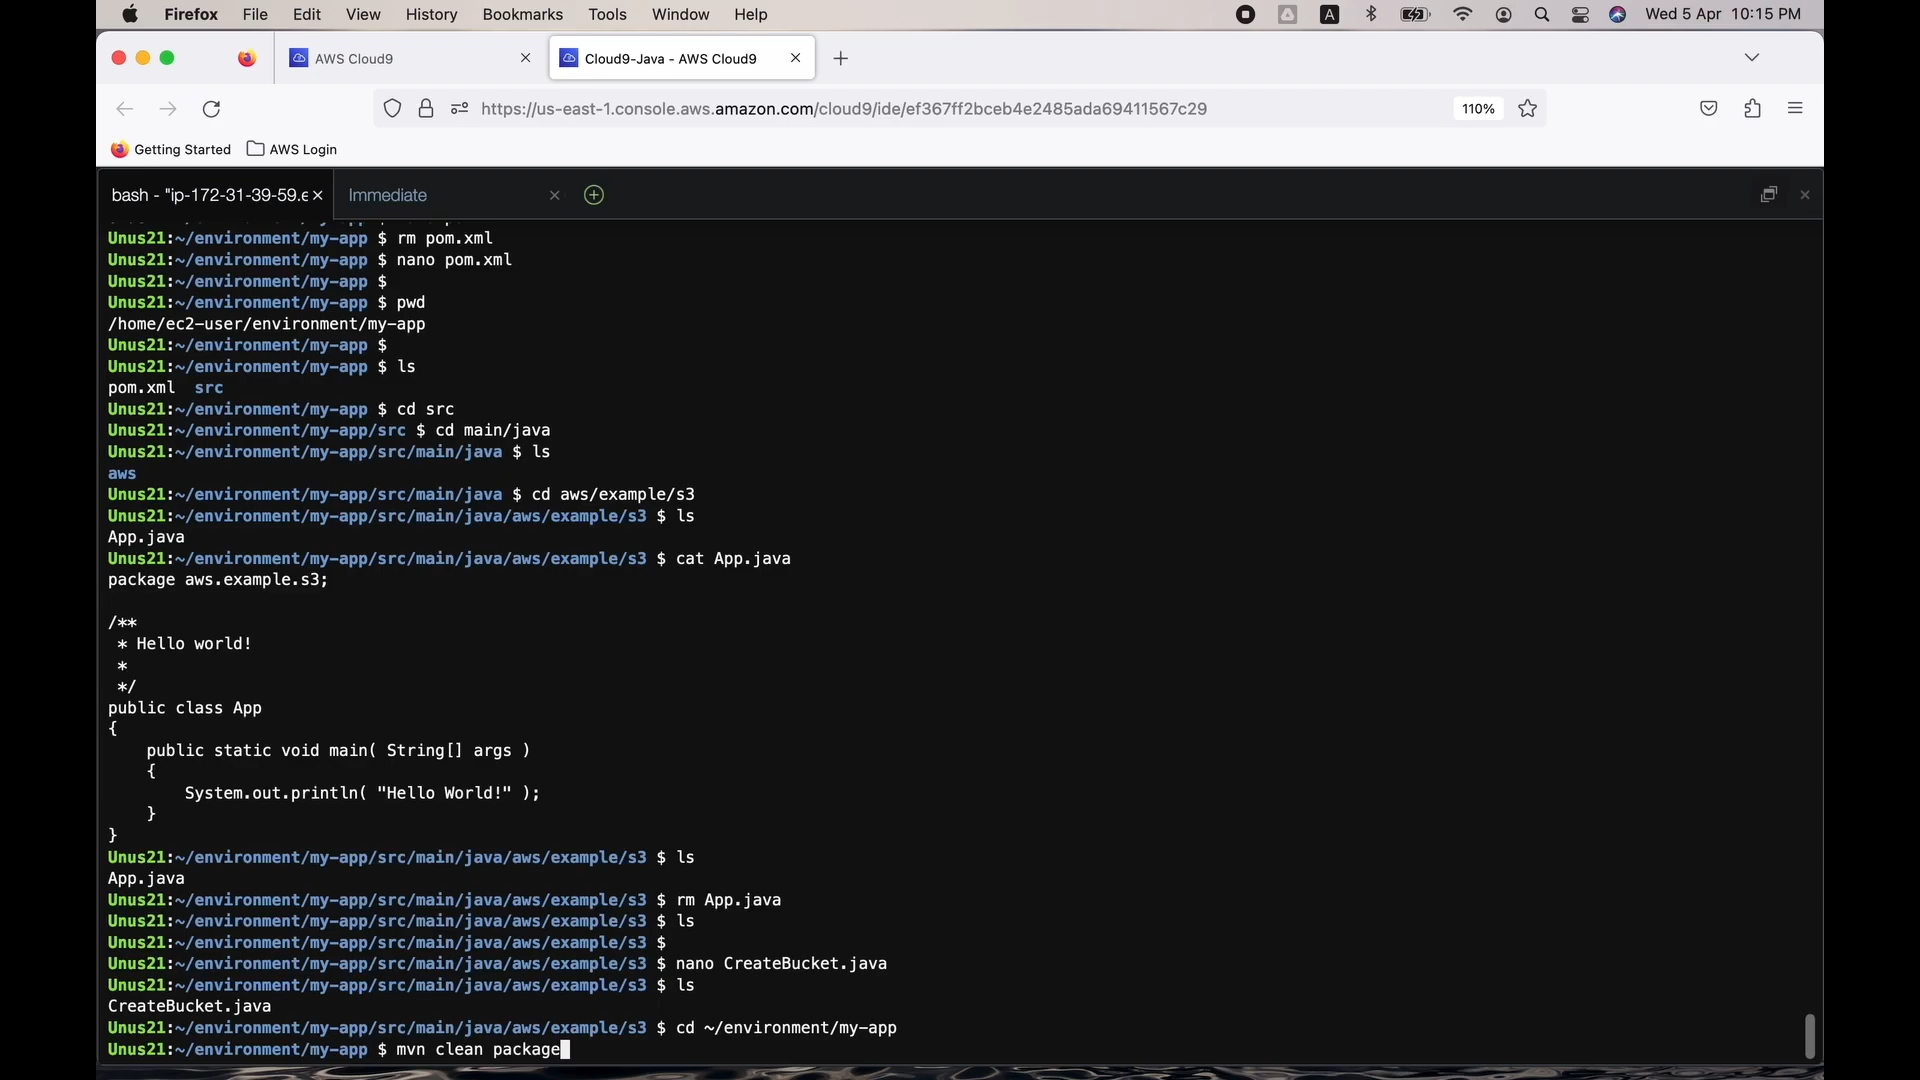 Firefox File Edit View History Bookmarks Tools Window Help A Wed 5 Apr 10:15 PM
AWS Cloud9 Cloud9-Java - AWS Cloud9
https://us-east-1.console.aws.amazon.com/cloud9/ide/ef367ff2bceb4e2485ada69411567c29 110%
Getting Started AWS Login
bash - "ip-172-31-39-59.e Immediate
Unus21:~/environment/my-app $ rm pom.xml
Unus21:~/environment/my-app $ nano pom.xml
Unus21:~/environment/my-app $
Unus21:~/environment/my-app $ pwd
/home/ec2-user/environment/my-app
Unus21:~/environment/my-app $
Unus21:~/environment/my-app $ ls
pom.xml src
Unus21:~/environment/my-app $ cd src
Unus21:~/environment/my-app/src $ cd main/java
Unus21:~/environment/my-app/src/main/java $ ls
aws
Unus21:~/environment/my-app/src/main/java $ cd aws/example/s3
Unus21:~/environment/my-app/src/main/java/aws/example/s3 $ ls
App.java
Unus21:~/environment/my-app/src/main/java/aws/example/s3 $ cat App.java
package aws.example.s3;
/**
* Hello world!
*
*/
public class App
{
public static void main( String[] args )
{
System.out.println( "Hello World!" );
}
}
Unus21:~/environment/my-app/src/main/java/aws/example/s3 $ ls
App.java
Unus21:~/environment/my-app/src/main/java/aws/example/s3 $ rm App.java
Unus21:~/environment/my-app/src/main/java/aws/example/s3 $ ls
Unus21:~/environment/my-app/src/main/java/aws/example/s3 $
Unus21:~/environment/my-app/src/main/java/aws/example/s3 $ nano CreateBucket.java
Unus21:~/environment/my-app/src/main/java/aws/example/s3 $ ls
CreateBucket.java
Unus21:~/environment/my-app/src/main/java/aws/example/s3 $ cd ~/environment/my-app
Unus21:~/environment/my-app $ mvn clean package